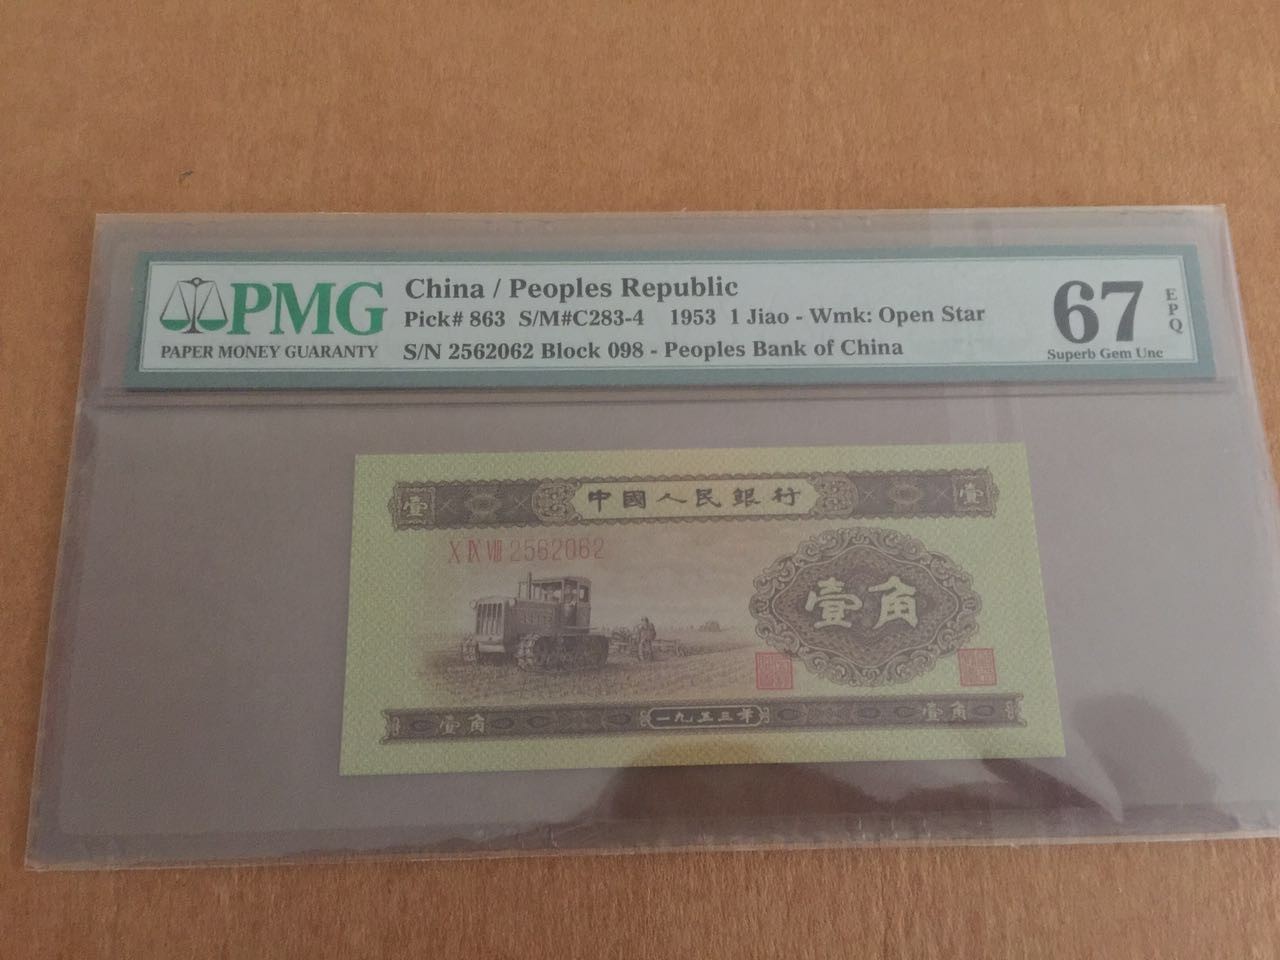 PMG
PAPER MONEY GUARANTY
China / Peoples Republic
Pick# 863 S/M#C283-4 1953 1 Jiao - Wmk: Open Star
S/N 2562062 Block 098 - Peoples Bank of China
67
Superb Gem Unc
EPQ
壹 中國人民銀行 壹
X IX VIII 2562062
壹角
壹角 一九五三年 壹角